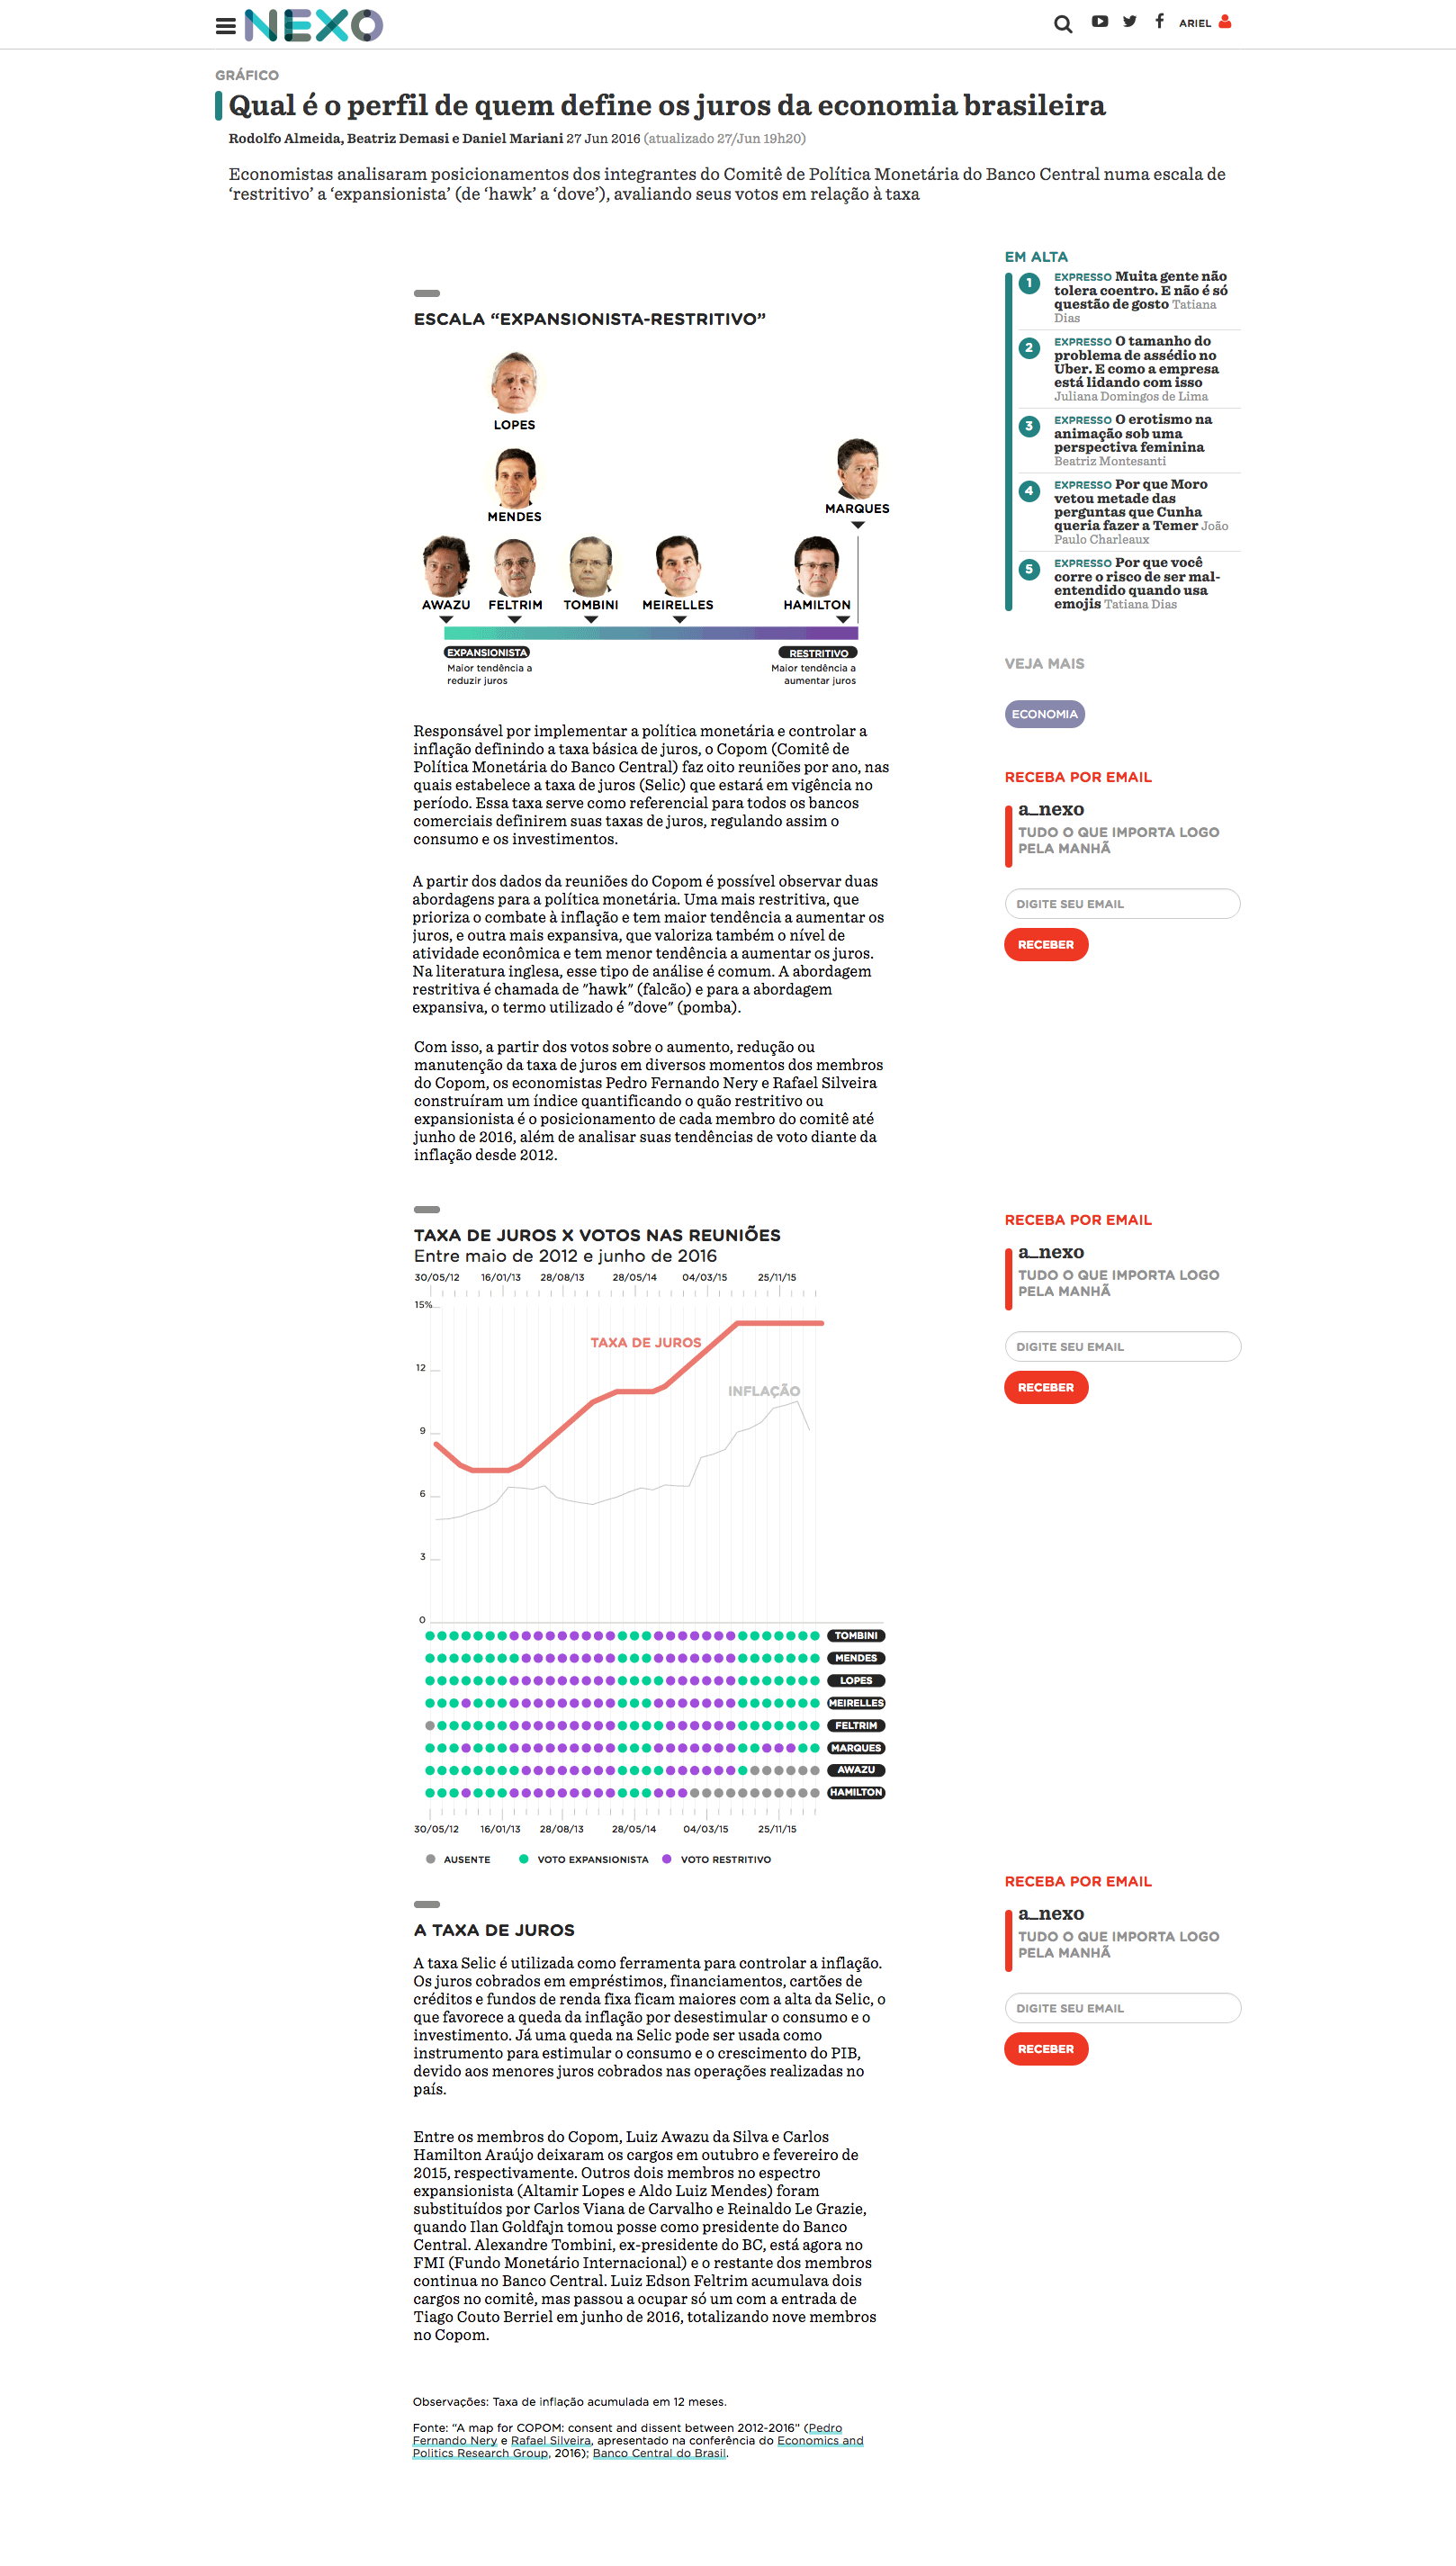 NEXO
ARIEL
GRÁFICO
Qual é o perfil de quem define os juros da economia brasileira
Rodolfo Almeida, Beatriz Demasi e Daniel Mariani 27 Jun 2016 (atualizado 27/Jun 19h20)
Economistas analisaram posicionamentos dos integrantes do Comitê de Política Monetária do Banco Central numa escala de
‘restritivo’ a ‘expansionista’ (de ‘hawk’ a ‘dove’), avaliando seus votos em relação à taxa
ESCALA “EXPANSIONISTA-RESTRITIVO”
LOPES
MENDES
MARQUES
AWAZU FELTRIM TOMBINI MEIRELLES HAMILTON
EXPANSIONISTA RESTRITIVO
Maior tendência a
reduzir juros
Maior tendência a
aumentar juros
Responsável por implementar a política monetária e controlar a
inflação definindo a taxa básica de juros, o Copom (Comitê de
Política Monetária do Banco Central) faz oito reuniões por ano, nas
quais estabelece a taxa de juros (Selic) que estará em vigência no
período. Essa taxa serve como referencial para todos os bancos
comerciais definirem suas taxas de juros, regulando assim o
consumo e os investimentos.
A partir dos dados da reuniões do Copom é possível observar duas
abordagens para a política monetária. Uma mais restritiva, que
prioriza o combate à inflação e tem maior tendência a aumentar os
juros, e outra mais expansiva, que valoriza também o nível de
atividade econômica e tem menor tendência a aumentar os juros.
Na literatura inglesa, esse tipo de análise é comum. A abordagem
restritiva é chamada de "hawk" (falcão) e para a abordagem
expansiva, o termo utilizado é "dove" (pomba).
Com isso, a partir dos votos sobre o aumento, redução ou
manutenção da taxa de juros em diversos momentos dos membros
do Copom, os economistas Pedro Fernando Nery e Rafael Silveira
construíram um índice quantificando o quão restritivo ou
expansionista é o posicionamento de cada membro do comitê até
junho de 2016, além de analisar suas tendências de voto diante da
inflação desde 2012.
TAXA DE JUROS X VOTOS NAS REUNIÕES
Entre maio de 2012 e junho de 2016
30/05/12 16/01/13 28/08/13 28/05/14 04/03/15 25/11/15
15%
TAXA DE JUROS
12
INFLAÇÃO
9
6
3
0
TOMBINI
MENDES
LOPES
MEIRELLES
FELTRIM
MARQUES
AWAZU
HAMILTON
30/05/12 16/01/13 28/08/13 28/05/14 04/03/15 25/11/15
AUSENTE VOTO EXPANSIONISTA VOTO RESTRITIVO
A TAXA DE JUROS
A taxa Selic é utilizada como ferramenta para controlar a inflação.
Os juros cobrados em empréstimos, financiamentos, cartões de
créditos e fundos de renda fixa ficam maiores com a alta da Selic, o
que favorece a queda da inflação por desestimular o consumo e o
investimento. Já uma queda na Selic pode ser usada como
instrumento para estimular o consumo e o crescimento do PIB,
devido aos menores juros cobrados nas operações realizadas no
país.
Entre os membros do Copom, Luiz Awazu da Silva e Carlos
Hamilton Araújo deixaram os cargos em outubro e fevereiro de
2015, respectivamente. Outros dois membros no espectro
expansionista (Altamir Lopes e Aldo Luiz Mendes) foram
substituídos por Carlos Viana de Carvalho e Reinaldo Le Grazie,
quando Ilan Goldfajn tomou posse como presidente do Banco
Central. Alexandre Tombini, ex-presidente do BC, está agora no
FMI (Fundo Monetário Internacional) e o restante dos membros
continua no Banco Central. Luiz Edson Feltrim acumulava dois
cargos no comitê, mas passou a ocupar só um com a entrada de
Tiago Couto Berriel em junho de 2016, totalizando nove membros
no Copom.
Observações: Taxa de inflação acumulada em 12 meses.
Fonte: “A map for COPOM: consent and dissent between 2012-2016” (Pedro
Fernando Nery e Rafael Silveira, apresentado na conferência do Economics and
Politics Research Group, 2016); Banco Central do Brasil.
EM ALTA
1 EXPRESSO Muita gente não
tolera coentro. E não é só
questão de gosto Tatiana
Dias
2 EXPRESSO O tamanho do
problema de assédio no
Uber. E como a empresa
está lidando com isso
Juliana Domingos de Lima
3 EXPRESSO O erotismo na
animação sob uma
perspectiva feminina
Beatriz Montesanti
4 EXPRESSO Por que Moro
vetou metade das
perguntas que Cunha
queria fazer a Temer João
Paulo Charleaux
5 EXPRESSO Por que você
corre o risco de ser mal-
entendido quando usa
emojis Tatiana Dias
VEJA MAIS
ECONOMIA
RECEBA POR EMAIL
a_nexo
TUDO O QUE IMPORTA LOGO
PELA MANHÃ
DIGITE SEU EMAIL
RECEBER
RECEBA POR EMAIL
a_nexo
TUDO O QUE IMPORTA LOGO
PELA MANHÃ
DIGITE SEU EMAIL
RECEBER
RECEBA POR EMAIL
a_nexo
TUDO O QUE IMPORTA LOGO
PELA MANHÃ
DIGITE SEU EMAIL
RECEBER